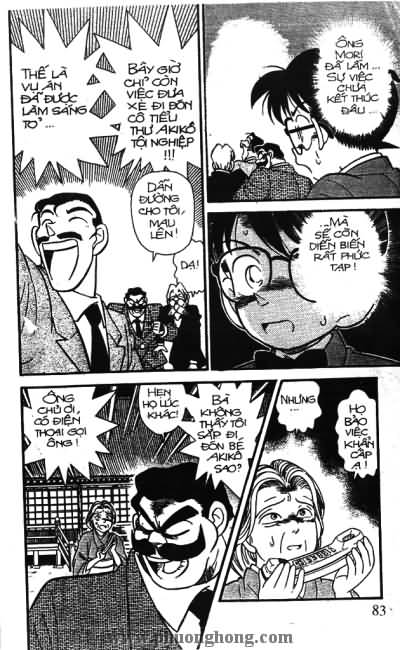 THẾ LÀ
VỤ ÁN
ĐÃ ĐƯỢC
LÀM SÁNG
TỎ ...
BÂY GIỜ
CHỈ CÒN
VIỆC ĐƯA
XE ĐI ĐÓN
CÔ TIỂU
THƯ AKIKÔ
TỘI NGHIỆP
!!!
DẪN
ĐƯỜNG
CHO TÔI,
MAU
LÊN!
DẠ!
ÔNG
MORI
ĐÃ LẦM ...
SỰ VIỆC
CHƯA
KẾT THÚC
ĐÂU ...
...MÀ
SẼ CÒN
DIỄN BIẾN
RẤT PHỨC
TẠP!
ÔNG
CHỦ ƠI,
CÓ ĐIỆN
THOẠI GỌI
ÔNG!
HẸN
HỌ LÚC
KHÁC!
BÀ
KHÔNG
THẤY TÔI
SẮP ĐI
ĐÓN BÉ
AKIKÔ
SAO?
NHƯNG
...
HỌ
BẢO VIỆC
KHẨN
CẤP
Ạ!
83
www.phuonghong.com